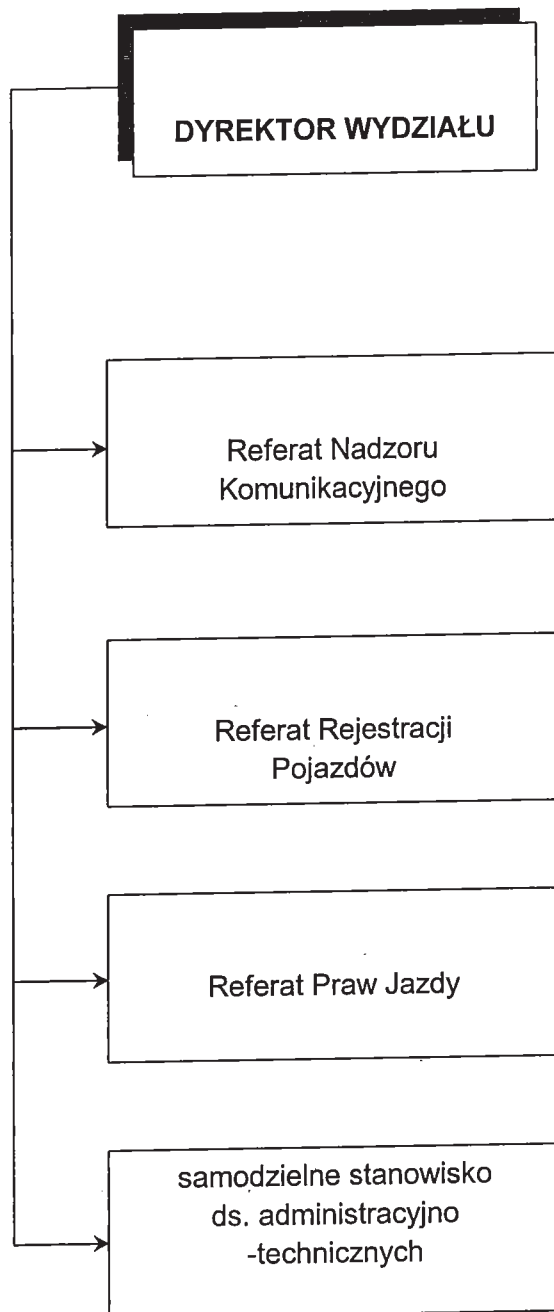 DYREKTOR WYDZIAŁU
Referat Nadzoru
Komunikacyjnego
Referat Rejestracji
Pojazdów
Referat Praw Jazdy
samodzielne stanowisko
ds. administracyjno
-technicznych